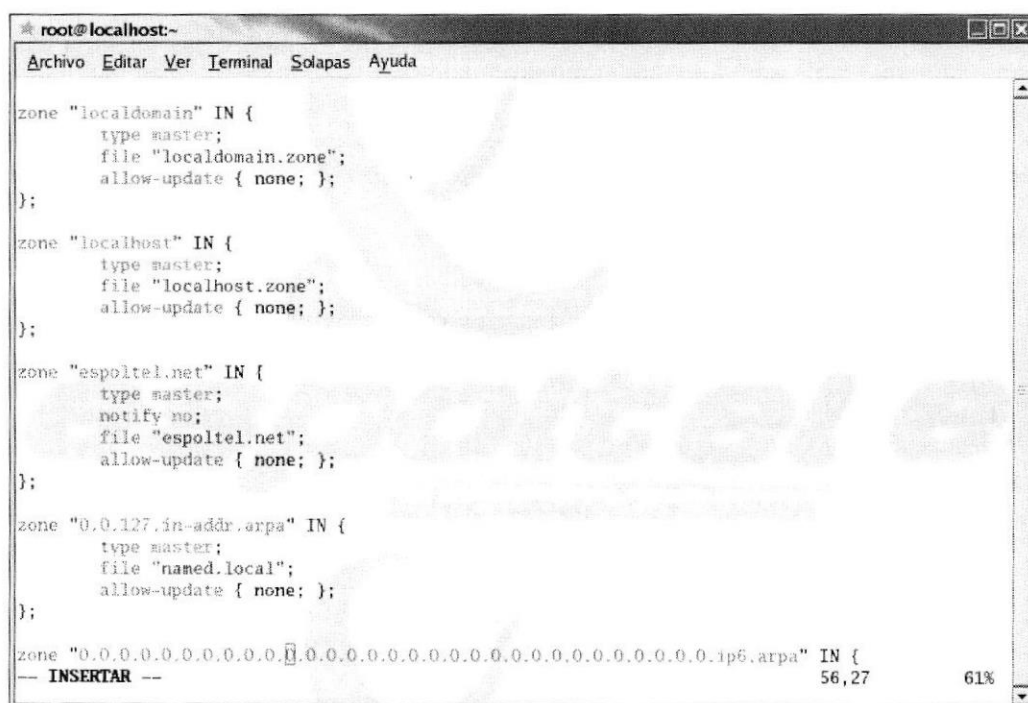 root@localhost:~
Archivo Editar Ver Terminal Solapas Ayuda
zone "localdomain" IN {
type master;
file "localdomain.zone";
allow-update { none; };
};
zone "localhost" IN {
type master;
file "localhost.zone";
allow-update { none; };
};
zone "espoltel.net" IN {
type master;
notify no;
file "espoltel.net";
allow-update { none; };
};
zone "0.0.127.in-addr.arpa" IN {
type master;
file "named.local";
allow-update { none; };
};
zone "0.0.0.0.0.0.0.0.0.0.0.0.0.0.0.0.0.0.0.0.0.0.0.0.0.0.0.0.0.0.0.0.ip6.arpa" IN {
-- INSERTAR -- 56,27 61%